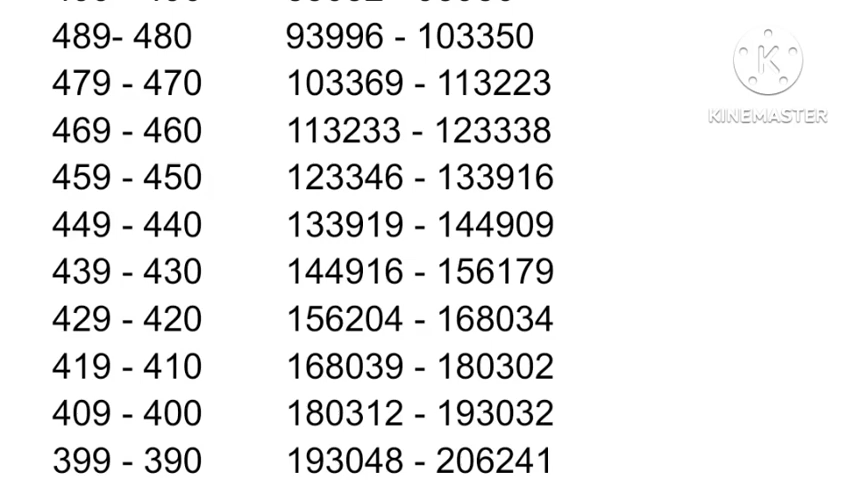 489- 480 93996 - 103350
479 - 470 103369 - 113223
469 - 460 113233 - 123338
459 - 450 123346 - 133916
449 - 440 133919 - 144909
439 - 430 144916 - 156179
429 - 420 156204 - 168034
419 - 410 168039 - 180302
409 - 400 180312 - 193032
399 - 390 193048 - 206241
K
KINEMASTER